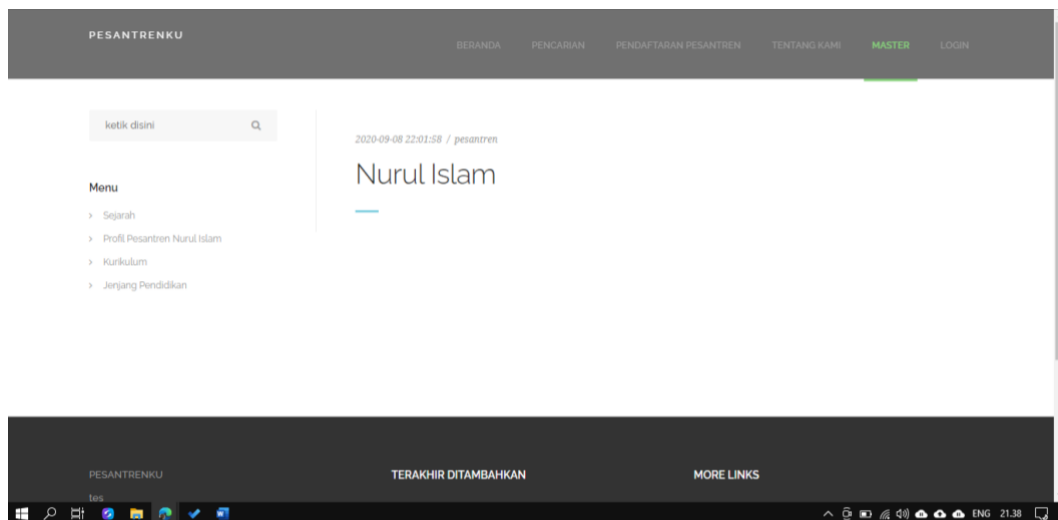 PESANTRENKU
BERANDA PENCARIAN PENDAFTARAN PESANTREN TENTANG KAMI MASTER LOGIN
ketik disini
2020-09-08 22:01:58 / pesantren
Nurul Islam
Menu
> Sejarah
> Profil Pesantren Nurul Islam
> Kurikulum
> Jenjang Pendidikan
PESANTRENKU
tes
TERAKHIR DITAMBAHKAN
MORE LINKS
ENG 21.38